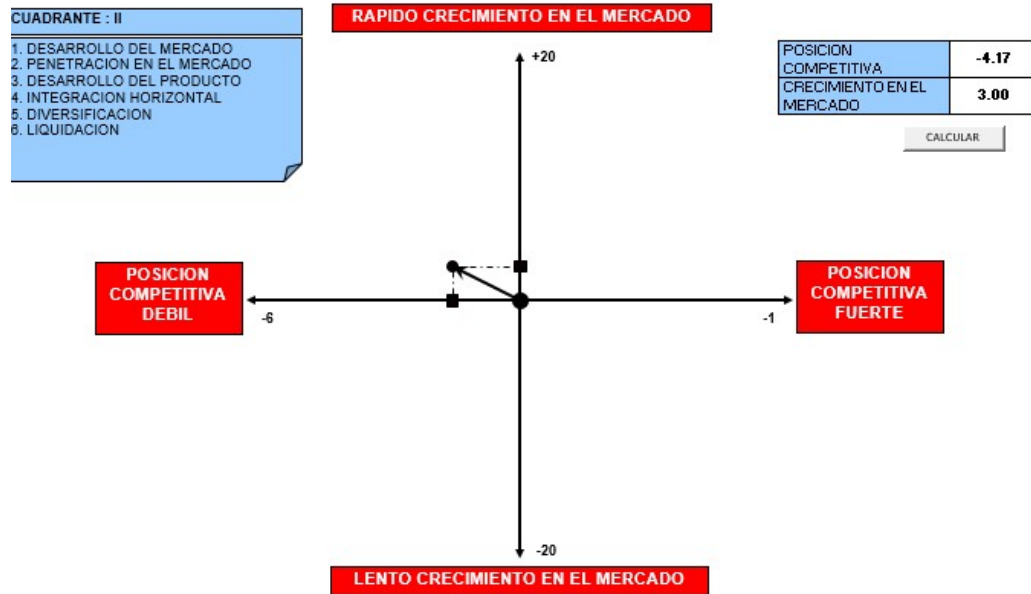 CUADRANTE : II
1. DESARROLLO DEL MERCADO
2. PENETRACION EN EL MERCADO
3. DESARROLLO DEL PRODUCTO
4. INTEGRACION HORIZONTAL
5. DIVERSIFICACION
6. LIQUIDACION
RAPIDO CRECIMIENTO EN EL MERCADO
+20
POSICION
COMPETITIVA
-4.17
CRECIMIENTO EN EL
MERCADO
3.00
CALCULAR
POSICION
COMPETITIVA
DEBIL
-6
-1
POSICION
COMPETITIVA
FUERTE
-20
LENTO CRECIMIENTO EN EL MERCADO